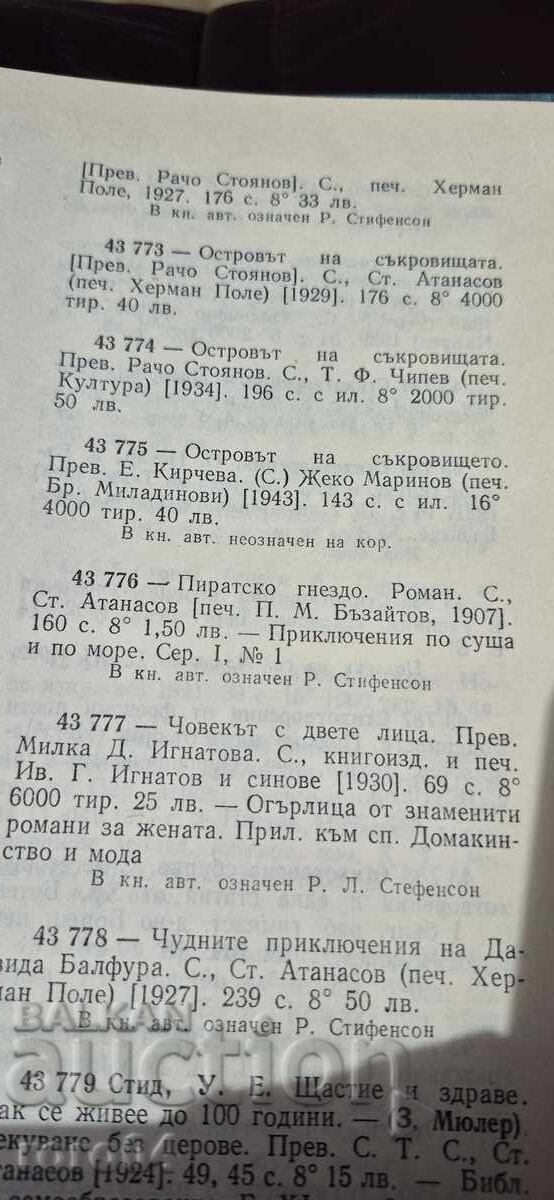 [Прев. Рачо Стоянов]. С., печ. Херман
Поле, 1927. 176 с. 8° 33 лв.
В кн. авт. означен Р. Стифенсон
43 773 — Островът на съкровищата.
[Прев. Рачо Стоянов]. С., Ст. Атанасов
(печ. Херман Поле) [1929]. 176 с. 8° 4000
тир. 40 лв.
43 774 — Островът на съкровищата.
Прев. Рачо Стоянов. С., Т. Ф. Чипев (печ.
Култура) [1934]. 196 с. с ил. 8° 2000 тир.
50 лв.
43 775 — Островът на съкровището.
Прев. Е. Кирчева. (С.) Жеко Маринов (печ.
Бр. Миладинови) [1943]. 143 с. с ил. 16°
4000 тир. 40 лв.
В кн. авт. неозначен на кор.
43 776 — Пиратско гнездо. Роман. С.,
Ст. Атанасов [печ. П. М. Бъзайтов, 1907].
160 с. 8° 1,50 лв. — Приключения по суша
и по море. Сер. I, № 1
В кн. авт. означен Р. Стифенсон
43 777 — Човекът с двете лица. Прев.
Милка Д. Игнатова. С., книгоизд. и печ.
Ив. Г. Игнатов и синове [1930]. 69 с. 8°
6000 тир. 25 лв. — Огърлица от знаменити
романи за жената. Прил. към сп. Домакин-
ство и мода
В кн. авт. означен Р. Л. Стефенсон
43 778 — Чудните приключения на Да-
вида Балфура. С., Ст. Атанасов (печ. Хер-
ман Поле) [1927]. 239 с. 8° 50 лв.
В кн. авт. означен Р. Стифенсон
BALKAN
auction
43 779 Стид, У. Е. Щастие и здраве.
ак се живее до 100 години. — (З. Мюлер)
екуване без церове. Прев. С. Т. С., Ст.
танасов [1924]. 49, 45 с. 8° 15 лв. — Библ.